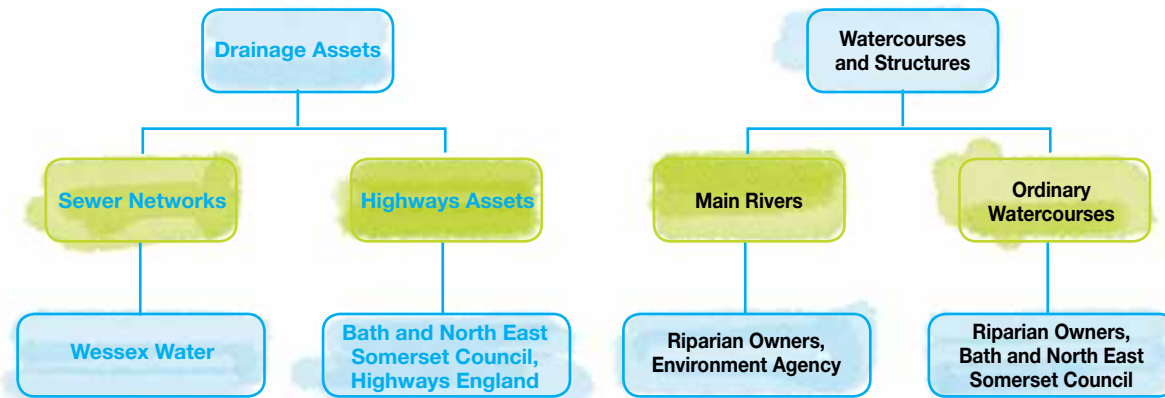 Drainage Assets
Watercourses
and Structures
Sewer Networks
Highways Assets
Main Rivers
Ordinary
Watercourses
Wessex Water
Bath and North East
Somerset Council,
Highways England
Riparian Owners,
Environment Agency
Riparian Owners,
Bath and North East
Somerset Council